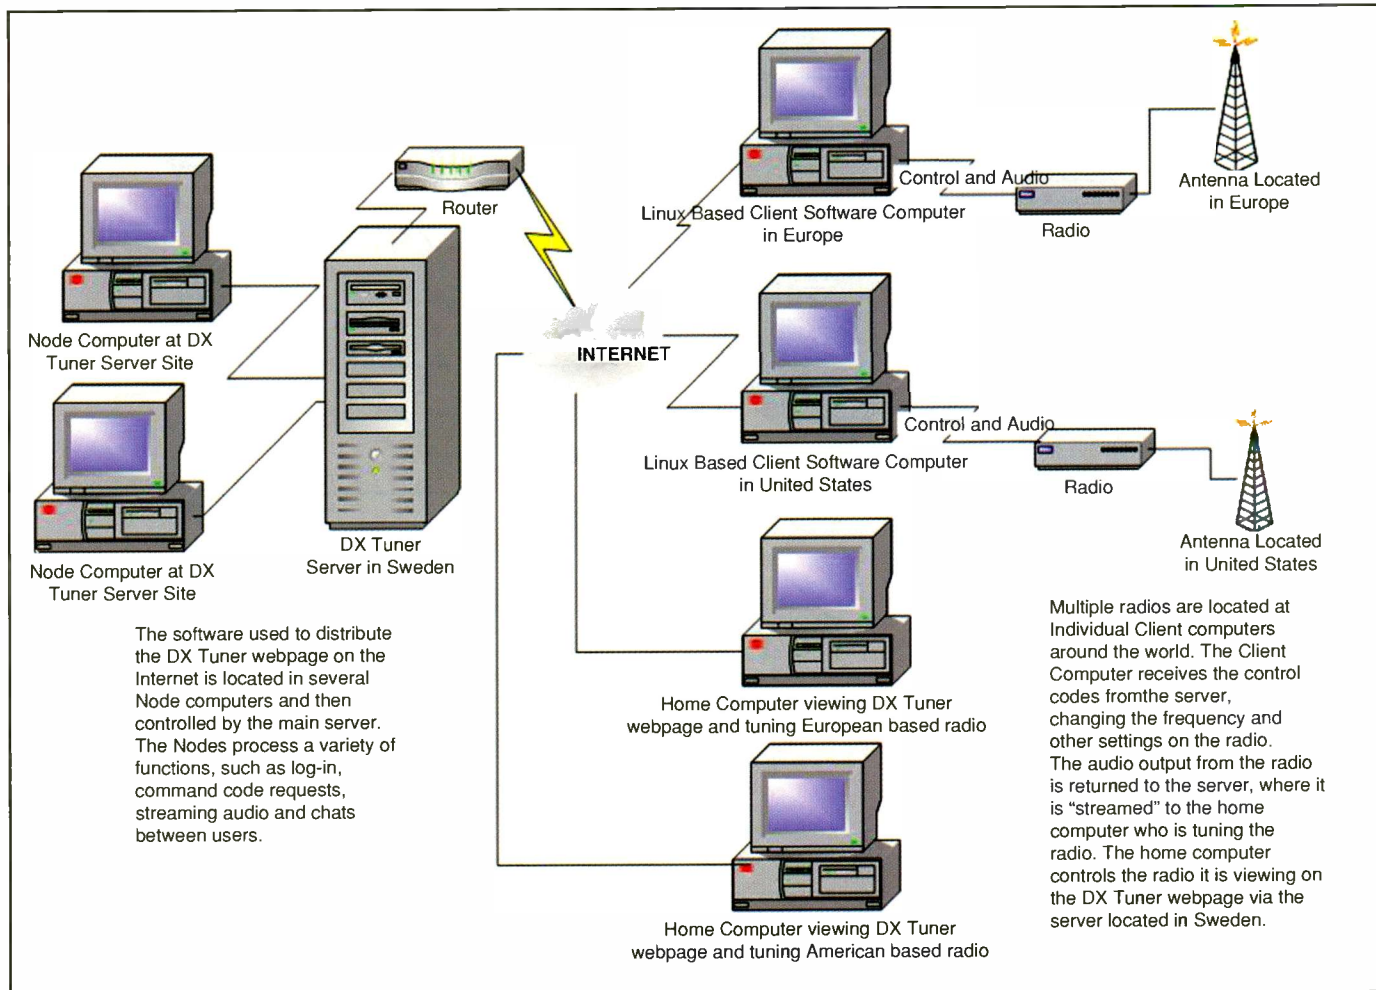 Router
Node Computer at DX
Tuner Server Site
Node Computer at DX
Tuner Server Site
DX Tuner
Server in Sweden
INTERNET
Linux Based Client Software Computer
in Europe
Control and Audio
Radio
Antenna Located
in Europe
Linux Based Client Software Computer
in United States
Control and Audio
Radio
Antenna Located
in United States
Home Computer viewing DX Tuner
webpage and tuning European based radio
Home Computer viewing DX Tuner
webpage and tuning American based radio
The software used to distribute
the DX Tuner webpage on the
Internet is located in several
Node computers and then
controlled by the main server.
The Nodes process a variety of
functions, such as log-in,
command code requests,
streaming audio and chats
between users.
Multiple radios are located at
Individual Client computers
around the world. The Client
Computer receives the control
codes fromthe server,
changing the frequency and
other settings on the radio.
The audio output from the radio
is returned to the server, where it
is “streamed” to the home
computer who is tuning the
radio. The home computer
controls the radio it is viewing on
the DX Tuner webpage via the
server located in Sweden.